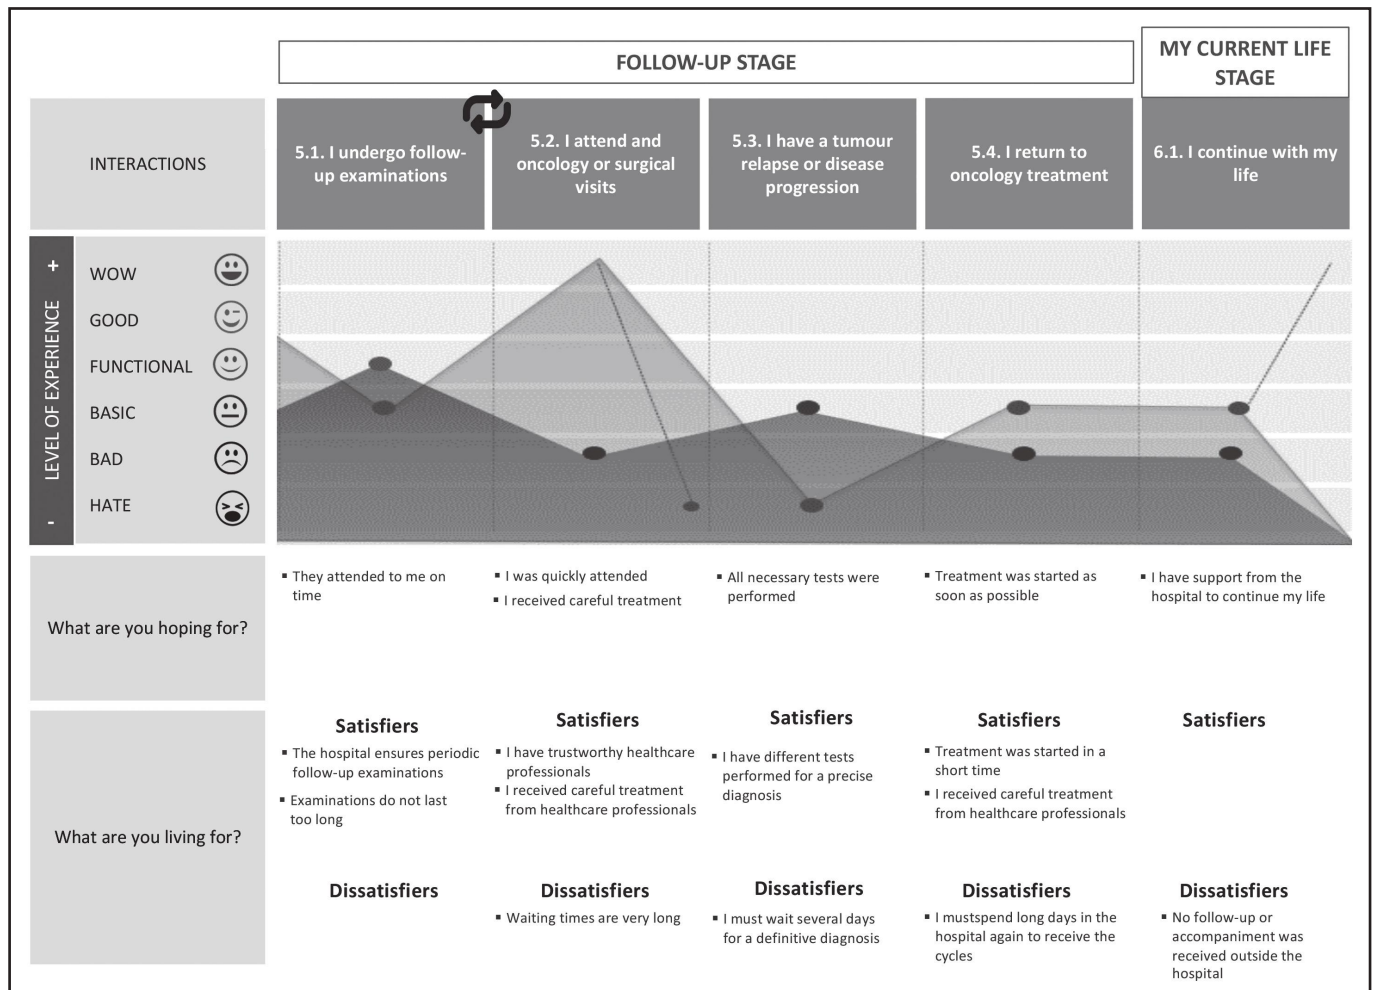 FOLLOW-UP STAGE
MY CURRENT LIFE
STAGE
INTERACTIONS
5.1. I undergo follow-
up examinations
5.2. I attend and
oncology or surgical
visits
5.3. I have a tumour
relapse or disease
progression
5.4. I return to
oncology treatment
6.1. I continue with my
life
+
LEVEL OF EXPERIENCE
-
WOW
GOOD
FUNCTIONAL
BASIC
BAD
HATE
What are you hoping for?
▪ They attended to me on
time
▪ I was quickly attended
▪ I received careful treatment
▪ All necessary tests were
performed
▪ Treatment was started as
soon as possible
▪ I have support from the
hospital to continue my life
What are you living for?
Satisfiers
▪ The hospital ensures periodic
follow-up examinations
▪ Examinations do not last
too long
Satisfiers
▪ I have trustworthy healthcare
professionals
▪ I received careful treatment
from healthcare professionals
Satisfiers
▪ I have different tests
performed for a precise
diagnosis
Satisfiers
▪ Treatment was started in a
short time
▪ I received careful treatment
from healthcare professionals
Satisfiers
Dissatisfiers
Dissatisfiers
▪ Waiting times are very long
Dissatisfiers
▪ I must wait several days
for a definitive diagnosis
Dissatisfiers
▪ I mustspend long days in the
hospital again to receive the
cycles
Dissatisfiers
▪ No follow-up or
accompaniment was
received outside the
hospital